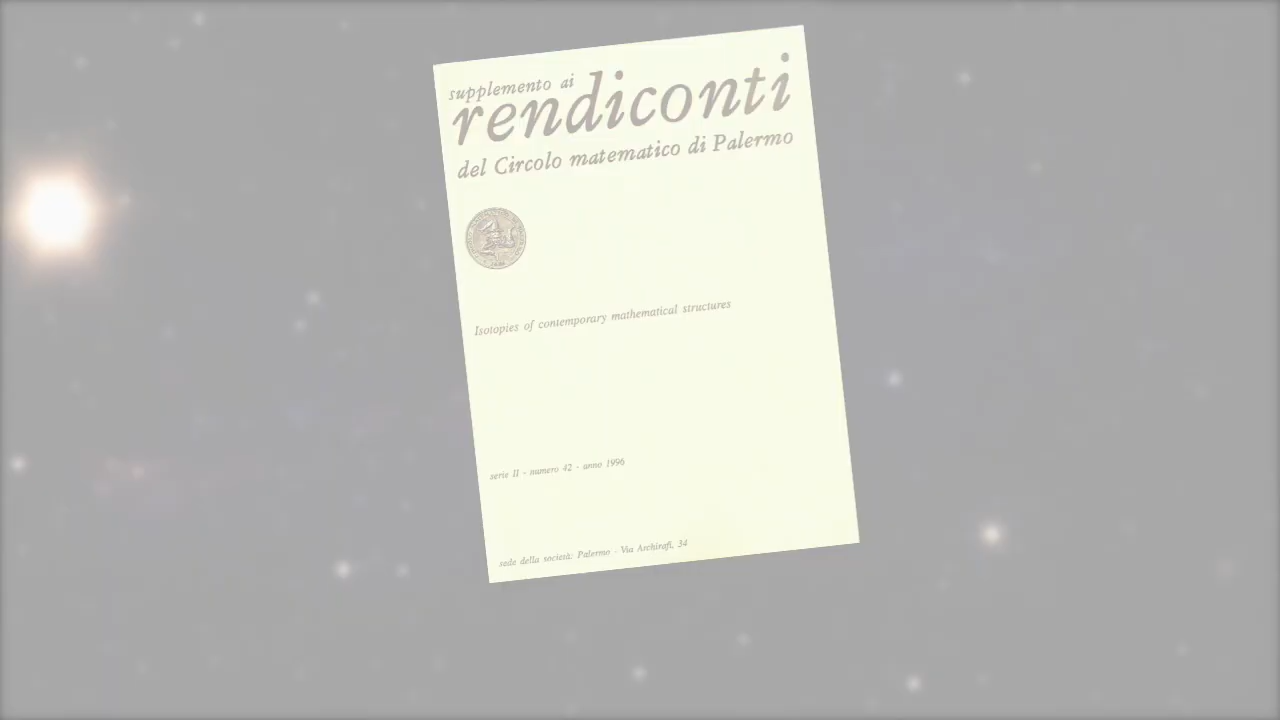 supplemento ai
rendiconti
del Circolo matematico di Palermo
Isotopies of contemporary mathematical structures
serie II - numero 42 - anno 1996
sede della società: Palermo - Via Archirafi, 34